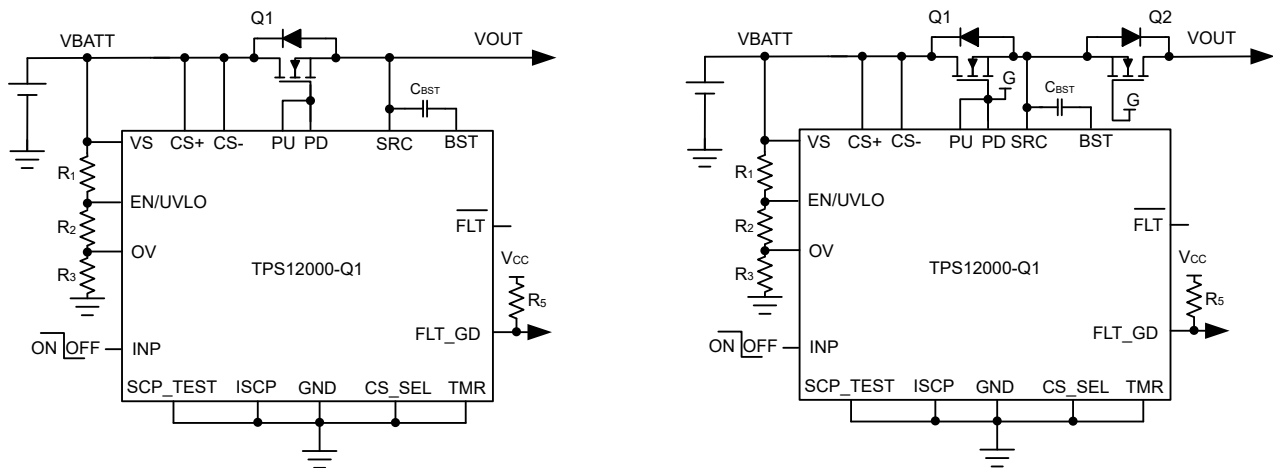 Q1
VBATT
VOUT
CBST
VS
CS+
CS-
PU
PD
SRC
BST
R1
EN/UVLO
R2
FLT
OV
R3
TPS12000-Q1
VCC
R5
FLT_GD
ON
OFF
INP
SCP_TEST
ISCP
GND
CS_SEL
TMR
Q1
Q2
VBATT
VOUT
G
CBST
G
VS
CS+
CS-
PU
PD
SRC
BST
R1
EN/UVLO
R2
FLT
OV
R3
TPS12000-Q1
VCC
R5
FLT_GD
ON
OFF
INP
SCP_TEST
ISCP
GND
CS_SEL
TMR